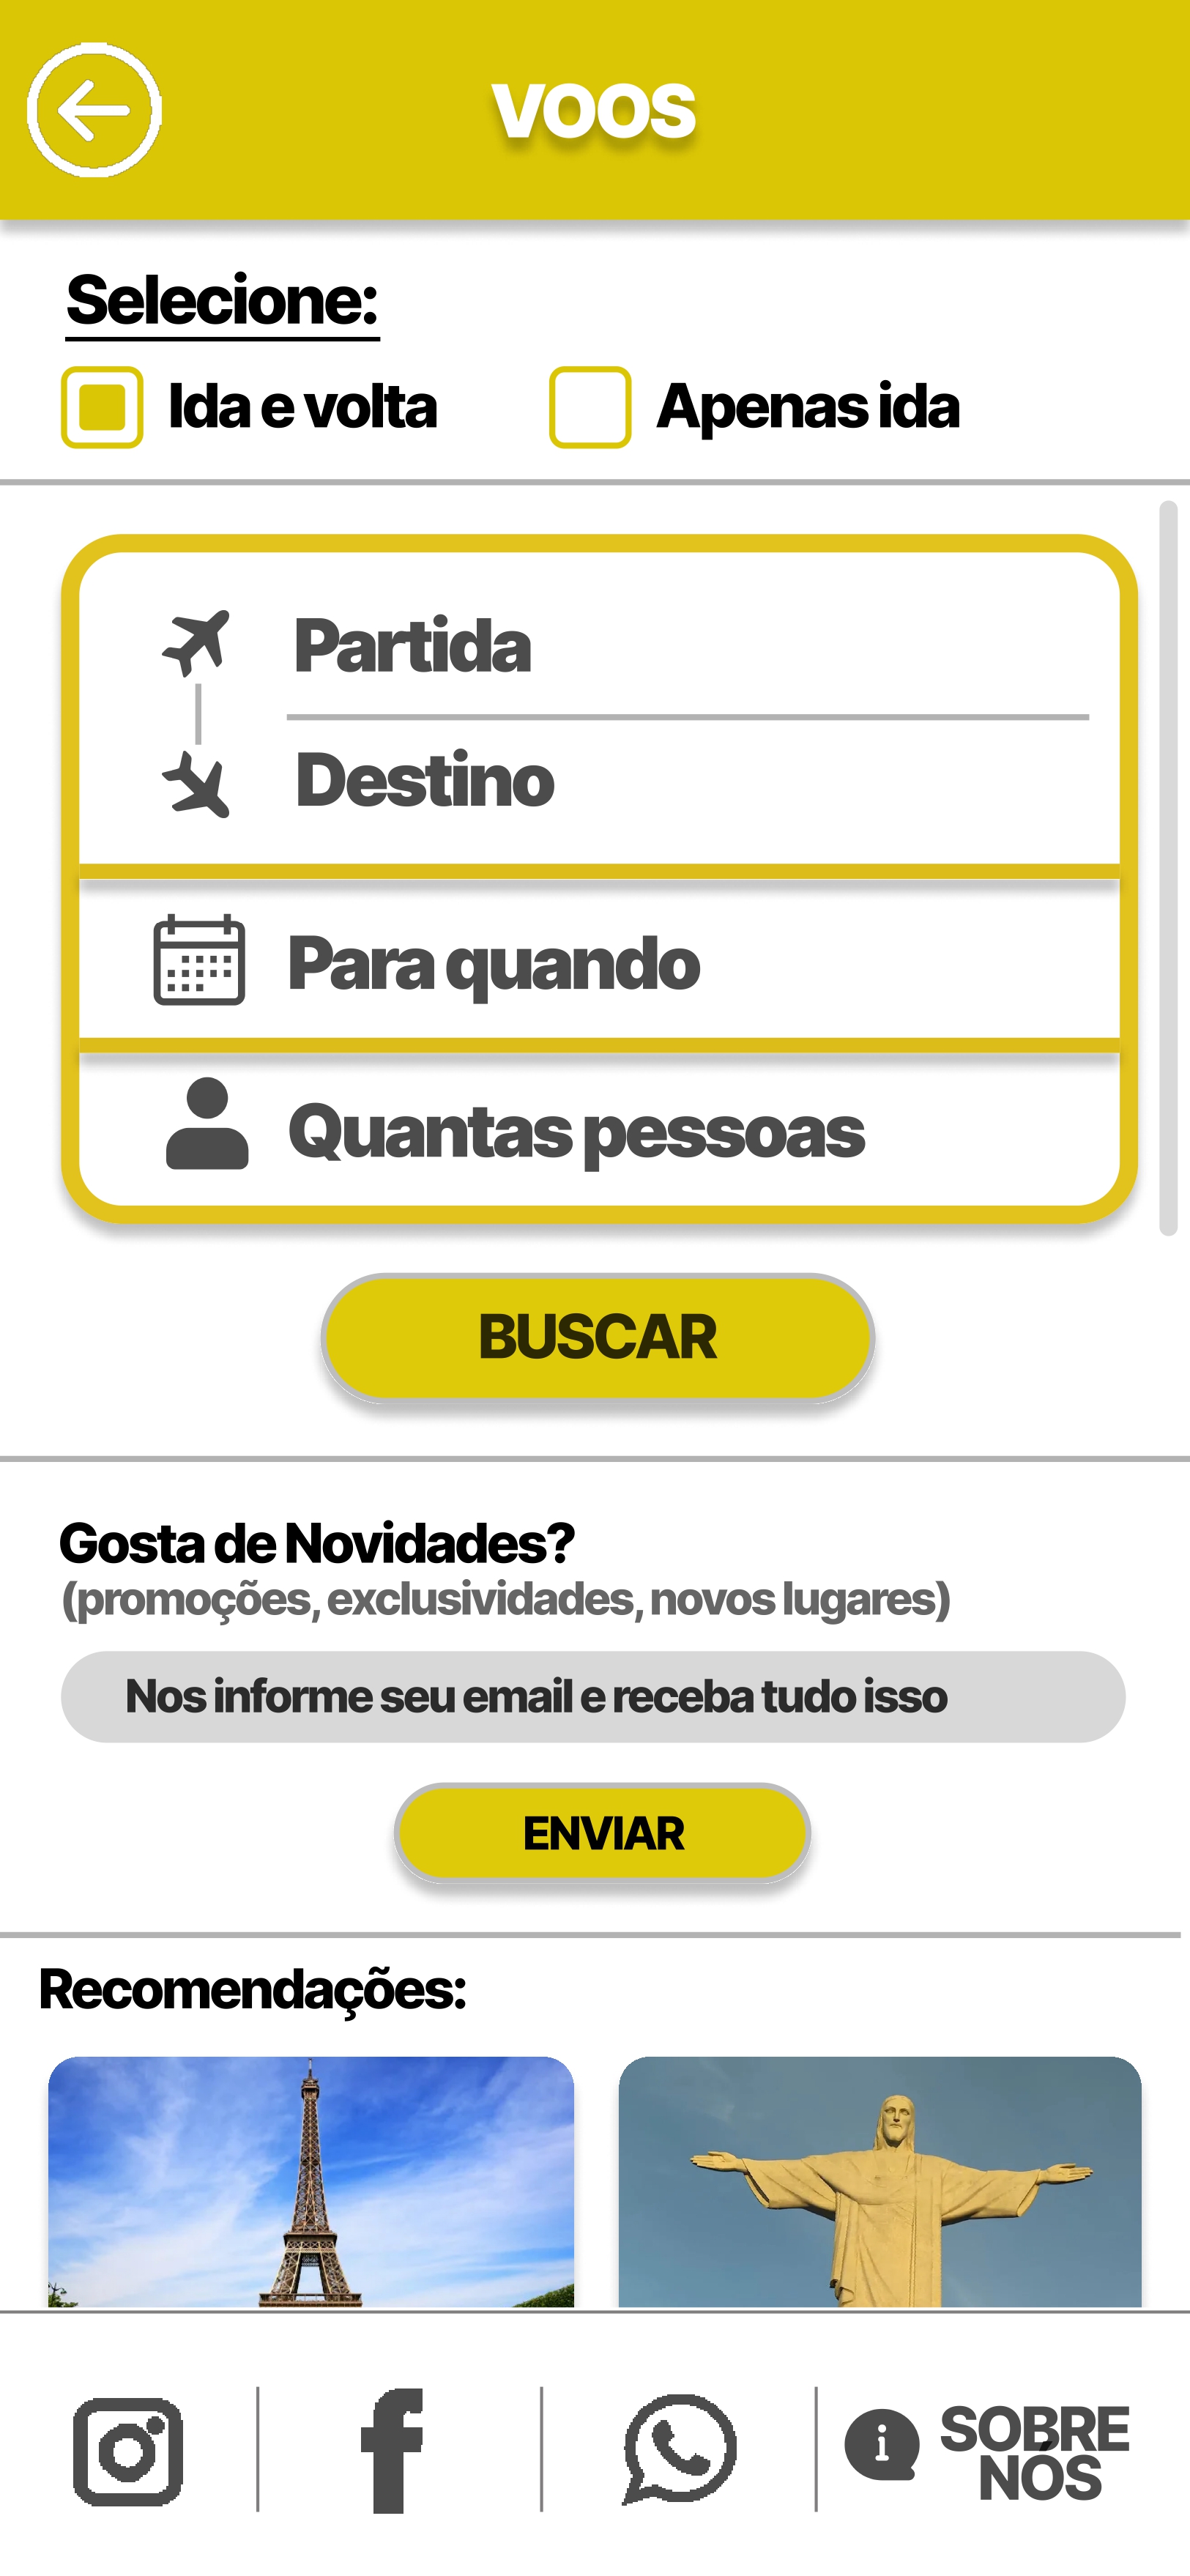 VOOS
Selecione:
Ida e volta
Apenas ida
Partida
Destino
Para quando
Quantas pessoas
BUSCAR
Gosta de Novidades?
(promoções, exclusividades, novos lugares)
Nos informe seu email e receba tudo isso
ENVIAR
Recomendações:
SOBRE
NÓS